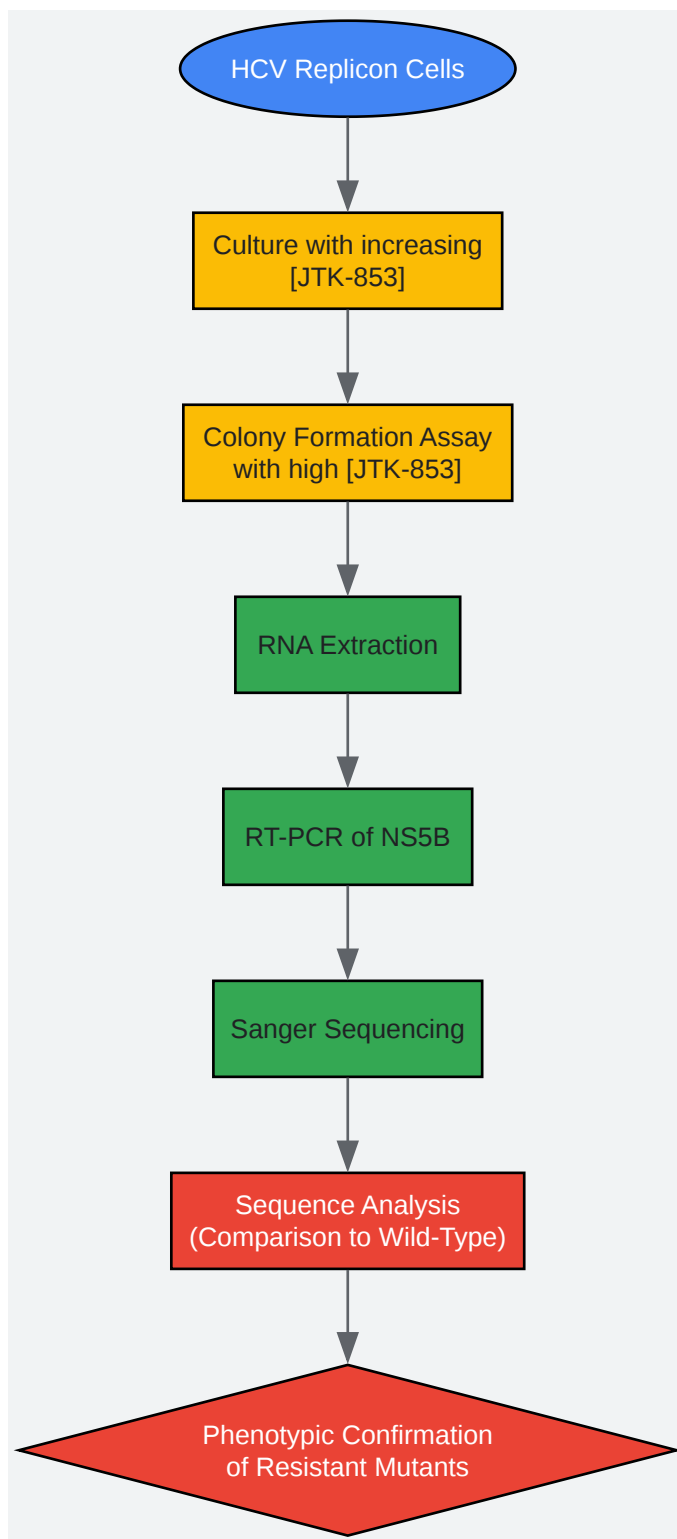 HCV Replicon Cells
Culture with increasing
[JTK-853]
Colony Formation Assay
with high [JTK-853]
RNA Extraction
RT-PCR of NS5B
Sanger Sequencing
Sequence Analysis
(Comparison to Wild-Type)
Phenotypic Confirmation
of Resistant Mutants